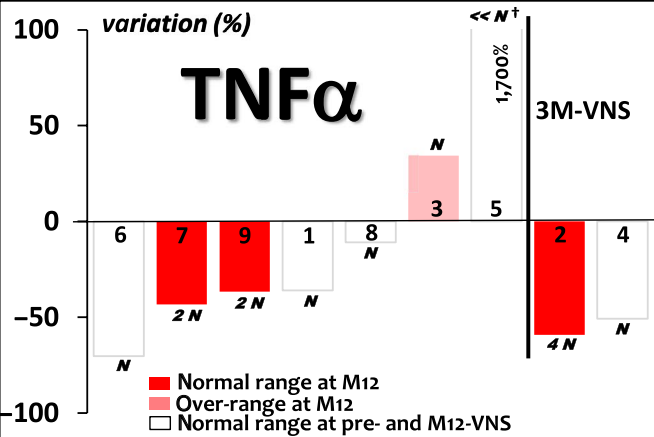 100
variation (%)
<< N †
TNFα
1,700%
3M-VNS
50
N
3
5
0
6
7
9
1
8
2
4
N
2 N
2 N
N
N
4 N
N
−50
Normal range at M12
Over-range at M12
Normal range at pre- and M12-VNS
−100